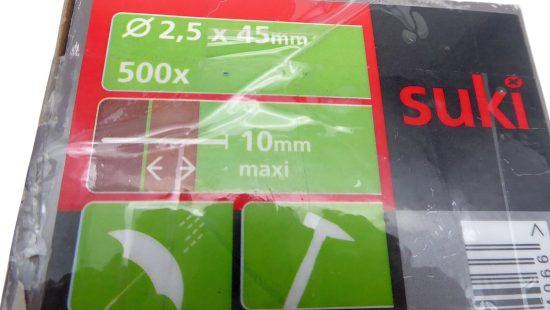 Ø 2,5 x 45mm
500x
suki
10mm
maxi